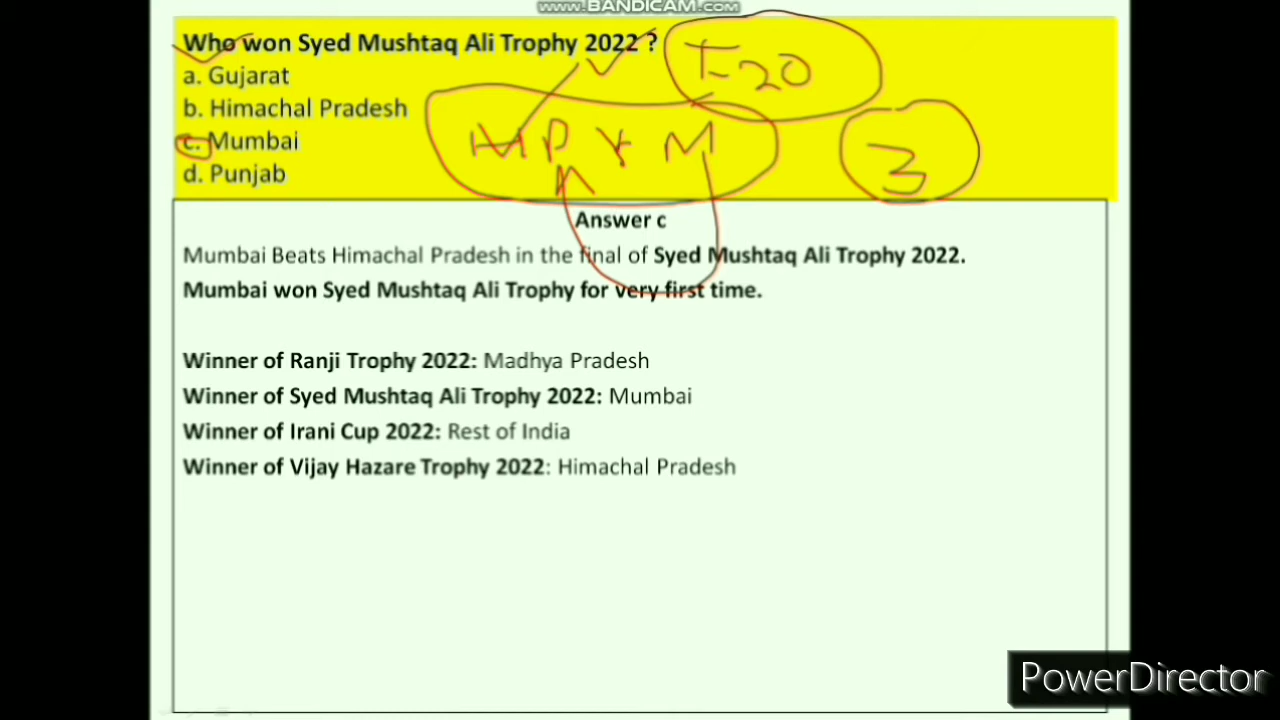 WWW.BANDICAM.COM
Who won Syed Mushtaq Ali Trophy 2022 ?
T-20
a. Gujarat
b. Himachal Pradesh
c. Mumbai
3
d. Punjab
Answer c
Mumbai Beats Himachal Pradesh in the final of Syed Mushtaq Ali Trophy 2022.
Mumbai won Syed Mushtaq Ali Trophy for very first time.
Winner of Ranji Trophy 2022: Madhya Pradesh
Winner of Syed Mushtaq Ali Trophy 2022: Mumbai
Winner of Irani Cup 2022: Rest of India
Winner of Vijay Hazare Trophy 2022: Himachal Pradesh
PowerDirector